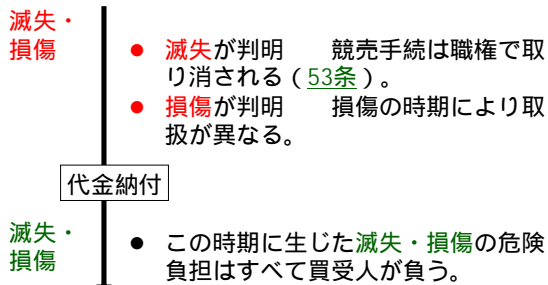 滅失・
損傷
● 滅失が判明　　競売手続は職権で取
り消される（53条）。
● 損傷が判明　　損傷の時期により取
扱が異なる。
代金納付
滅失・
損傷
● この時期に生じた滅失・損傷の危険
負担はすべて買受人が負う。